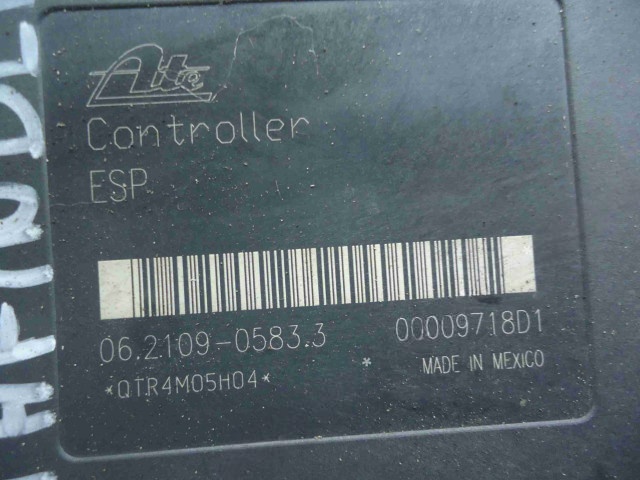 Ate
Controller
ESP
06.2109-0583.3 00009718D1
*QTR4M05H04* * MADE IN MEXICO